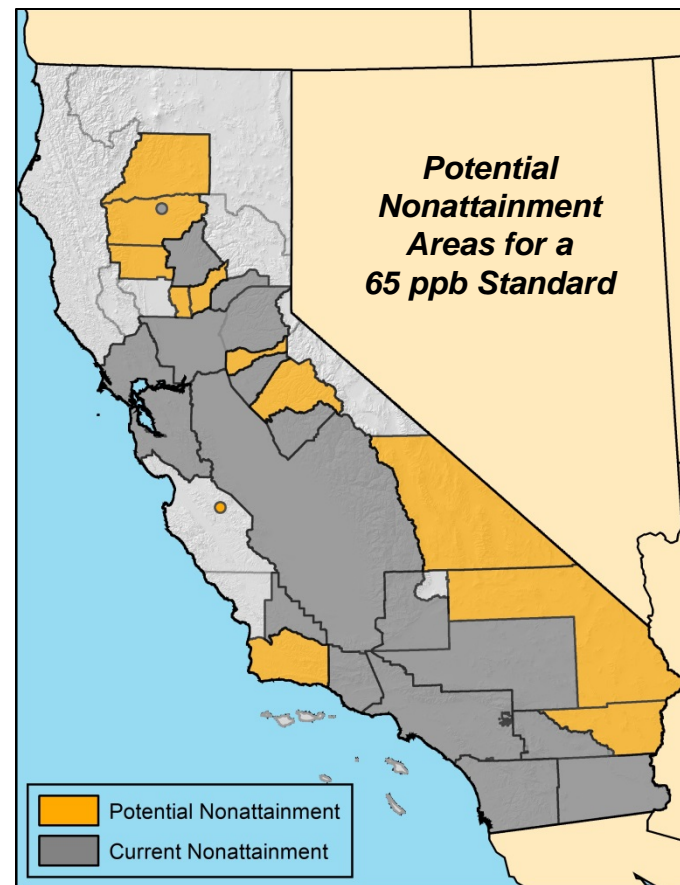 Potential
Nonattainment
Areas for a
65 ppb Standard
Potential Nonattainment
Current Nonattainment